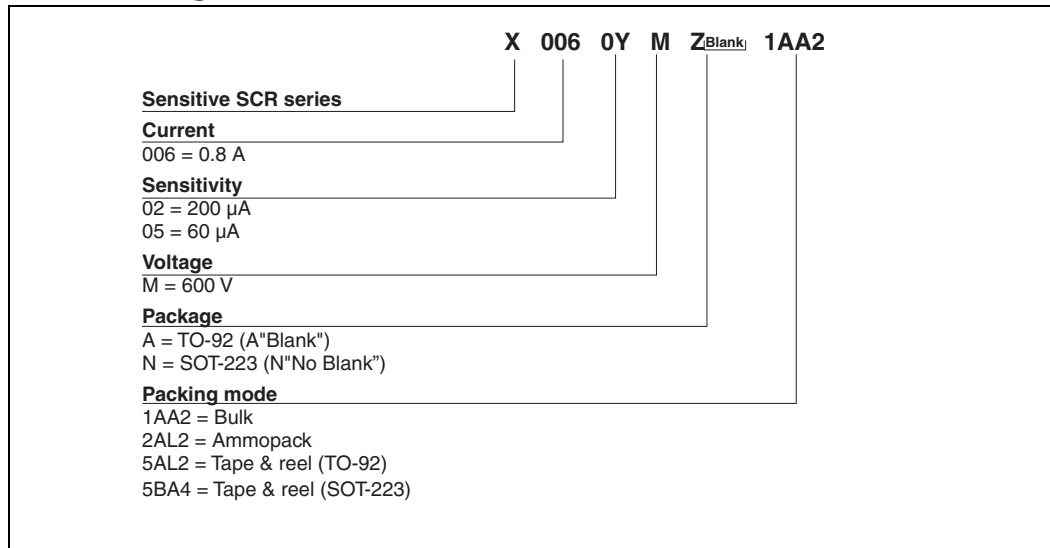 X 006 0Y M Z Blank 1AA2
Sensitive SCR series
Current
006 = 0.8 A
Sensitivity
02 = 200 µA
05 = 60 µA
Voltage
M = 600 V
Package
A = TO-92 (A"Blank")
N = SOT-223 (N"No Blank”)
Packing mode
1AA2 = Bulk
2AL2 = Ammopack
5AL2 = Tape & reel (TO-92)
5BA4 = Tape & reel (SOT-223)